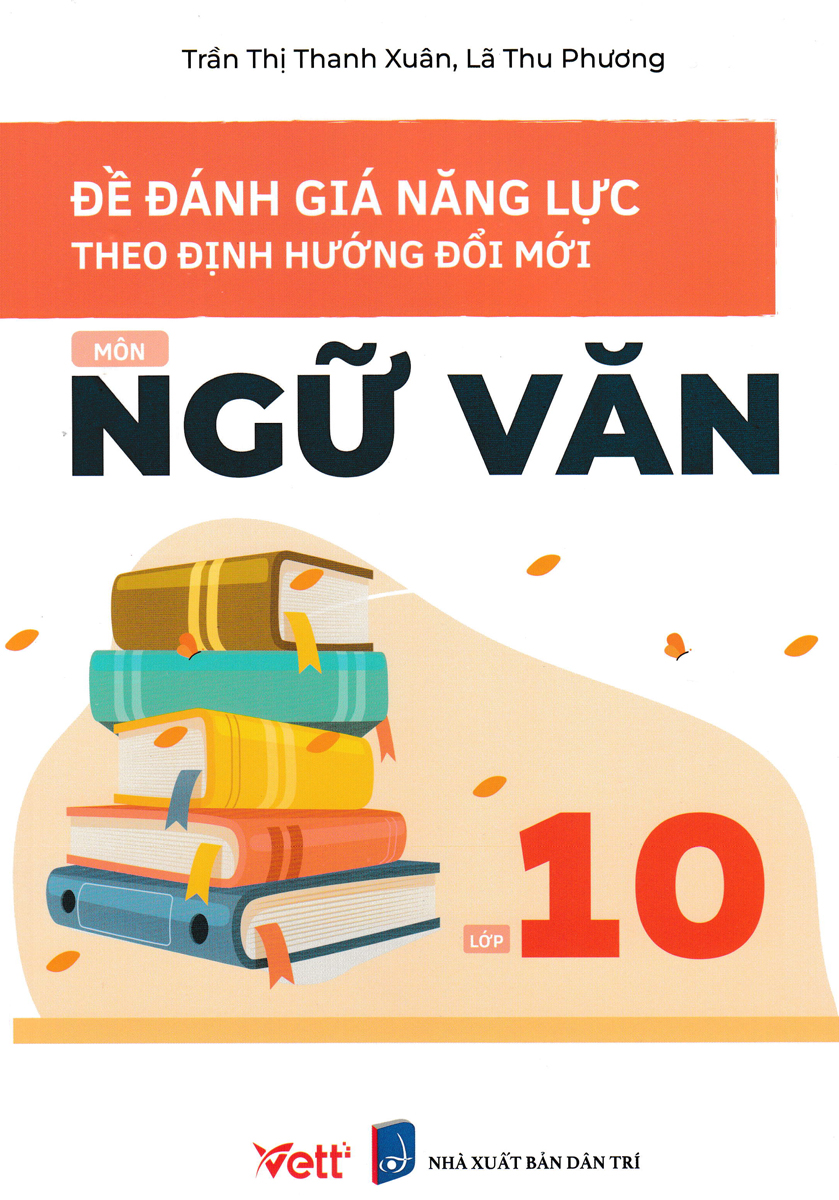 Trần Thị Thanh Xuân, Lã Thu Phương
ĐỀ ĐÁNH GIÁ NĂNG LỰC
THEO ĐỊNH HƯỚNG ĐỔI MỚI
MÔN
NGỮ VĂN
LỚP
10
vett
NHÀ XUẤT BẢN DÂN TRÍ